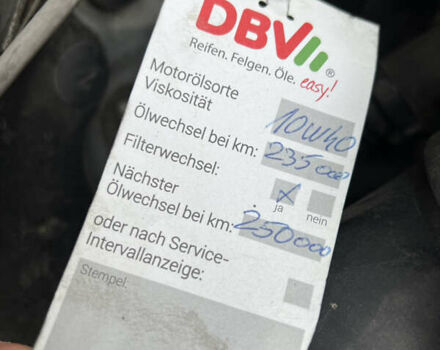 DBV®
Reifen. Felgen. Öle. easy!
Motorölsorte
Viskosität 10W40
Ölwechsel bei km: 235000
Filterwechsel: X
ja nein
Nächster
Ölwechsel bei km: 250000
oder nach Service-
Intervallanzeige:
Stempel: